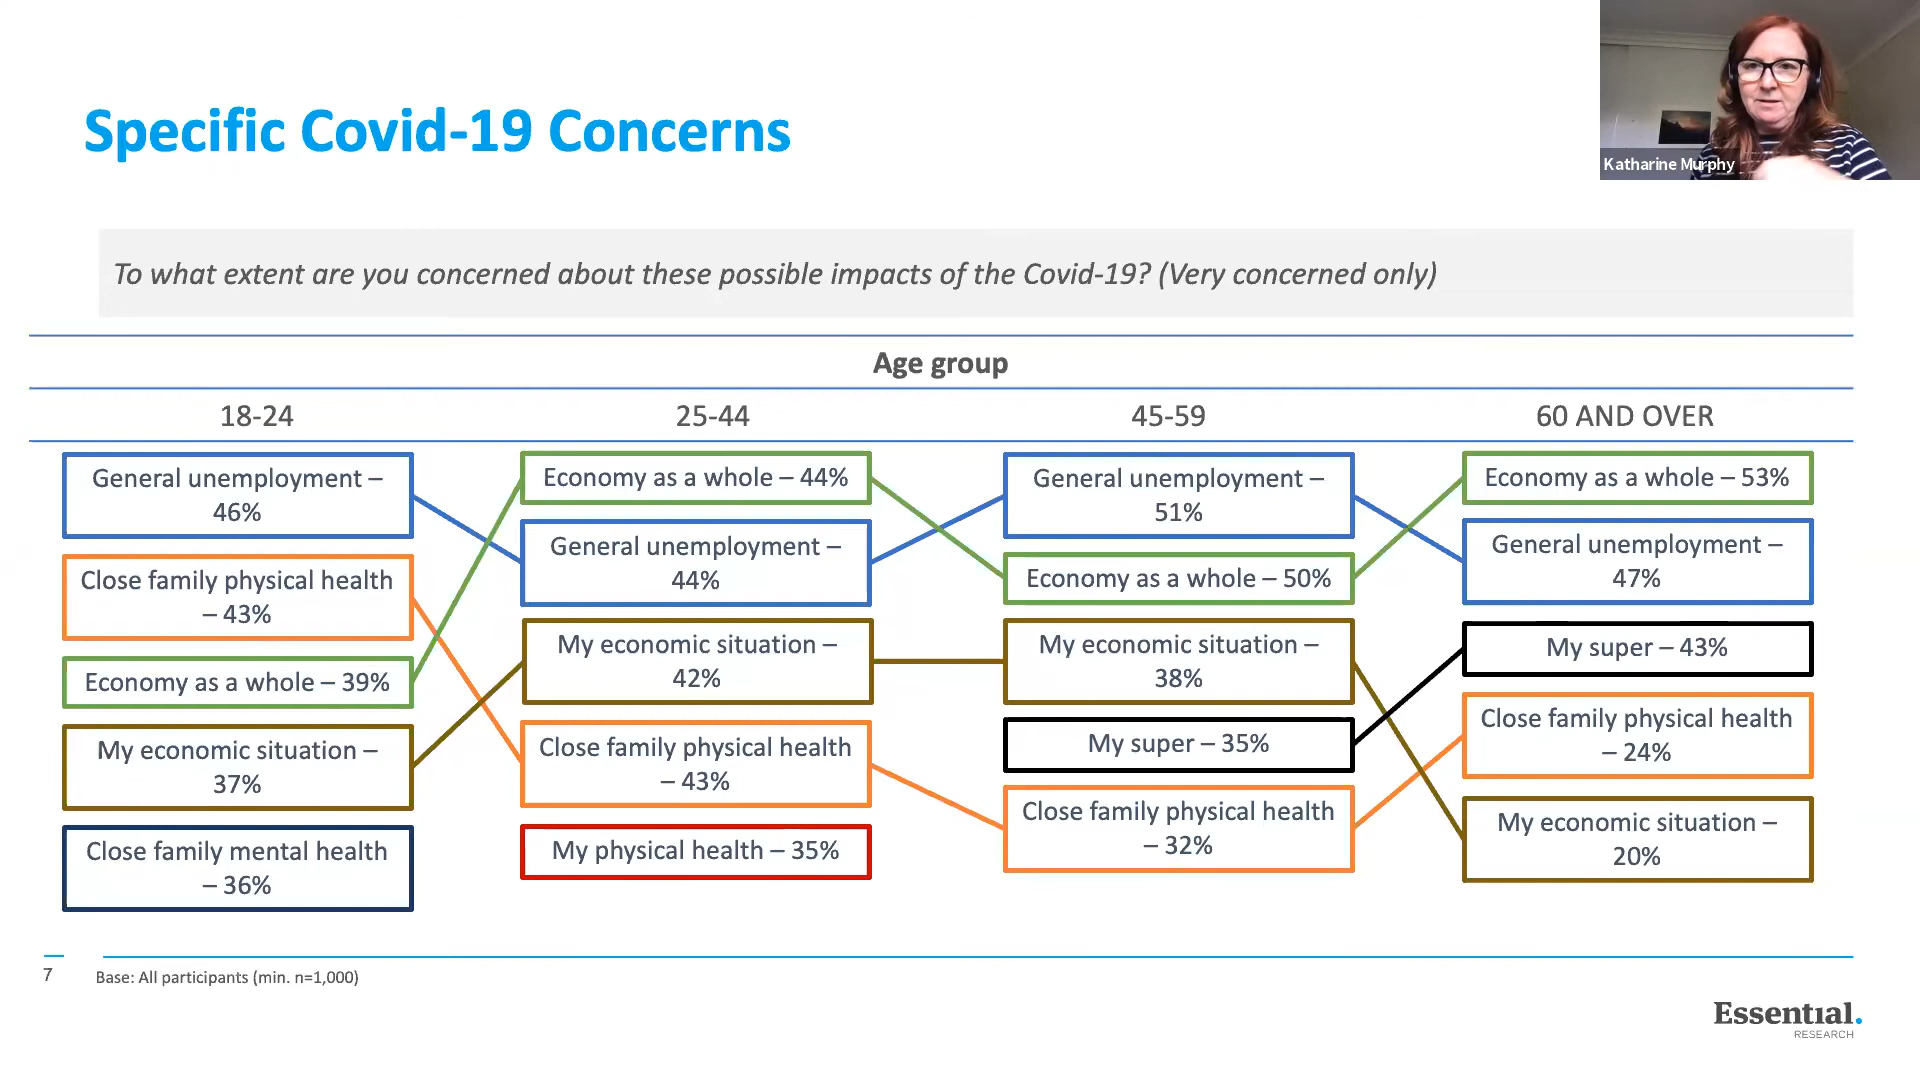 Specific Covid-19 Concerns
Katharine Murphy
To what extent are you concerned about these possible impacts of the Covid-19? (Very concerned only)
Age group
18-24
25-44
45-59
60 AND OVER
General unemployment –
46%
Close family physical health
– 43%
Economy as a whole – 39%
My economic situation –
37%
Close family mental health
– 36%
Economy as a whole – 44%
General unemployment –
44%
My economic situation –
42%
Close family physical health
– 43%
My physical health – 35%
General unemployment –
51%
Economy as a whole – 50%
My economic situation –
38%
My super – 35%
Close family physical health
– 32%
Economy as a whole – 53%
General unemployment –
47%
My super – 43%
Close family physical health
– 24%
My economic situation –
20%
7
Base: All participants (min. n=1,000)
Essential.
RESEARCH